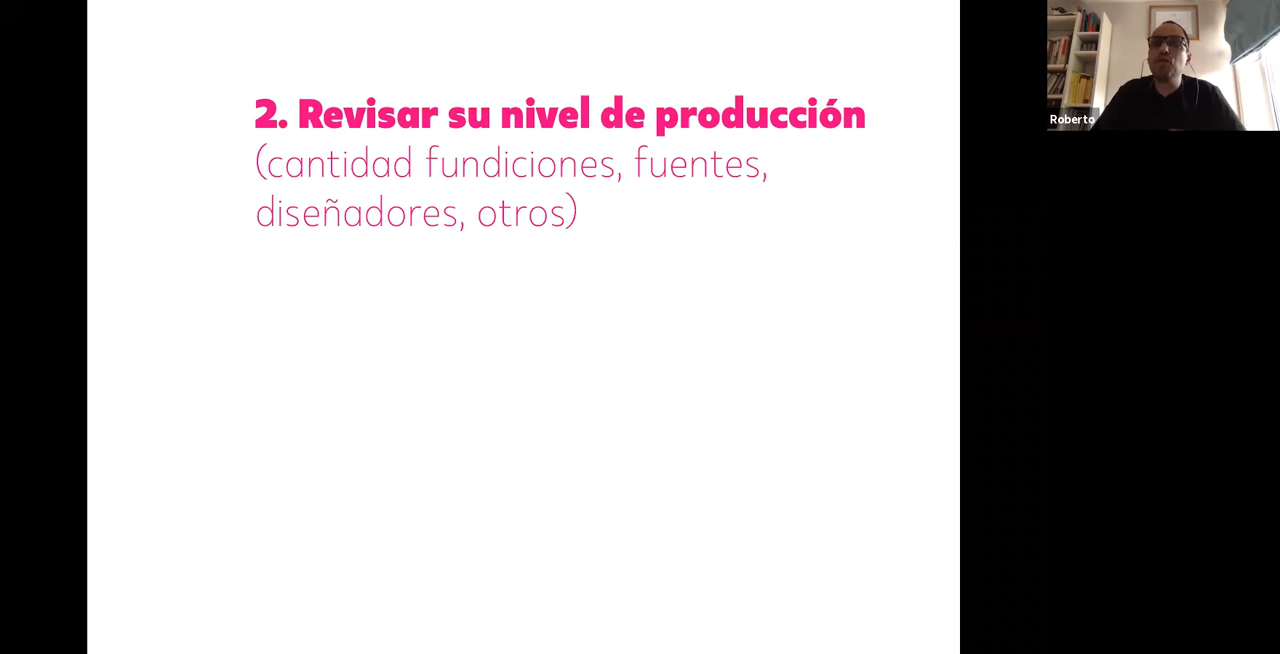 2. Revisar su nivel de producción
(cantidad fundiciones, fuentes,
diseñadores, otros)
Roberto